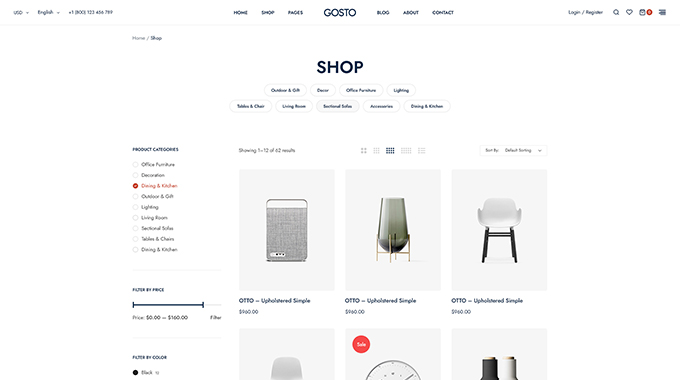 USD English +1 (800) 123 456 789 HOME SHOP PAGES GOSTO BLOG ABOUT CONTACT Login / Register 0
Home / Shop
SHOP
Outdoor & Gift Decor Office Furniture Lighting
Tables & Chair Living Room Sectional Sofas Accessories Dining & Kitchen
PRODUCT CATEGORIES
Office Furniture
Decoration
Dining & Kitchen
Outdoor & Gift
Lighting
Living Room
Sectional Sofas
Tables & Chairs
Dining & Kitchen
FILTER BY PRICE
Price: $0.00 — $160.00 Filter
FILTER BY COLOR
Black
Showing 1–12 of 62 results Sort By: Default Sorting
OTTO – Upholstered Simple OTTO – Upholstered Simple OTTO – Upholstered Simple
$960.00 $960.00 $960.00
Sale